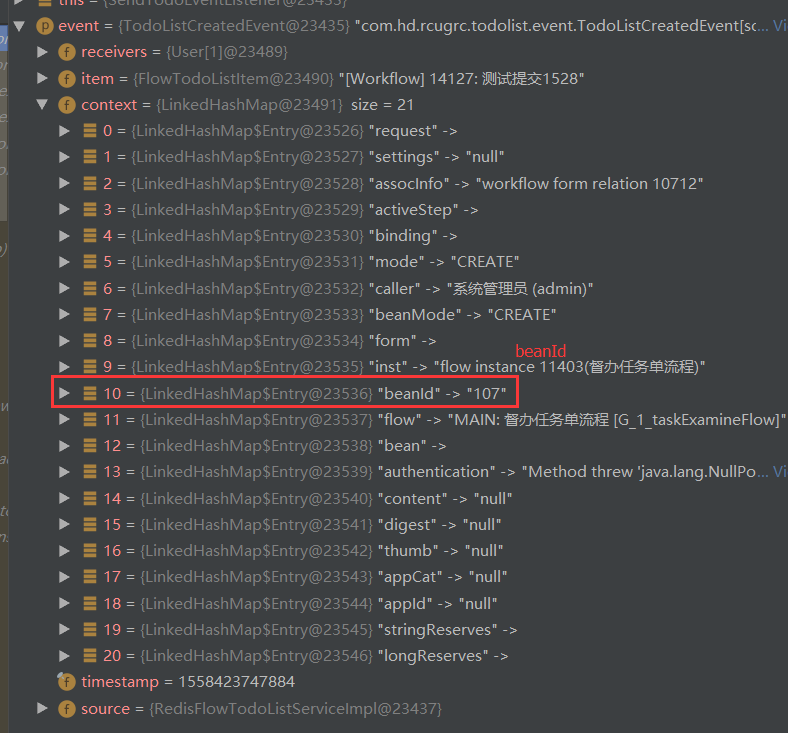 this = {SendTodoEventListener@23435}
event = {TodoListCreatedEvent@23435} "com.hd.rcugrc.todolist.event.TodoListCreatedEvent[sc... Vi
receivers = {User[1]@23489}
item = {FlowTodoListItem@23490} "[Workflow] 14127: 测试提交1528"
context = {LinkedHashMap@23491} size = 21
0 = {LinkedHashMap$Entry@23526} "request" ->
1 = {LinkedHashMap$Entry@23527} "settings" -> "null"
2 = {LinkedHashMap$Entry@23528} "assocInfo" -> "workflow form relation 10712"
3 = {LinkedHashMap$Entry@23529} "activeStep" ->
4 = {LinkedHashMap$Entry@23530} "binding" ->
5 = {LinkedHashMap$Entry@23531} "mode" -> "CREATE"
6 = {LinkedHashMap$Entry@23532} "caller" -> "系统管理员 (admin)"
7 = {LinkedHashMap$Entry@23533} "beanMode" -> "CREATE"
8 = {LinkedHashMap$Entry@23534} "form" ->
beanId
9 = {LinkedHashMap$Entry@23535} "inst" -> "flow instance 11403(督办任务单流程)"
10 = {LinkedHashMap$Entry@23536} "beanId" -> "107"
11 = {LinkedHashMap$Entry@23537} "flow" -> "MAIN: 督办任务单流程 [G_1_taskExamineFlow]"
12 = {LinkedHashMap$Entry@23538} "bean" ->
13 = {LinkedHashMap$Entry@23539} "authentication" -> "Method threw 'java.lang.NullPo... Vi
14 = {LinkedHashMap$Entry@23540} "content" -> "null"
15 = {LinkedHashMap$Entry@23541} "digest" -> "null"
16 = {LinkedHashMap$Entry@23542} "thumb" -> "null"
17 = {LinkedHashMap$Entry@23543} "appCat" -> "null"
18 = {LinkedHashMap$Entry@23544} "appId" -> "null"
19 = {LinkedHashMap$Entry@23545} "stringReserves" ->
20 = {LinkedHashMap$Entry@23546} "longReserves" ->
timestamp = 1558423747884
source = {RedisFlowTodoListServiceImpl@23437}